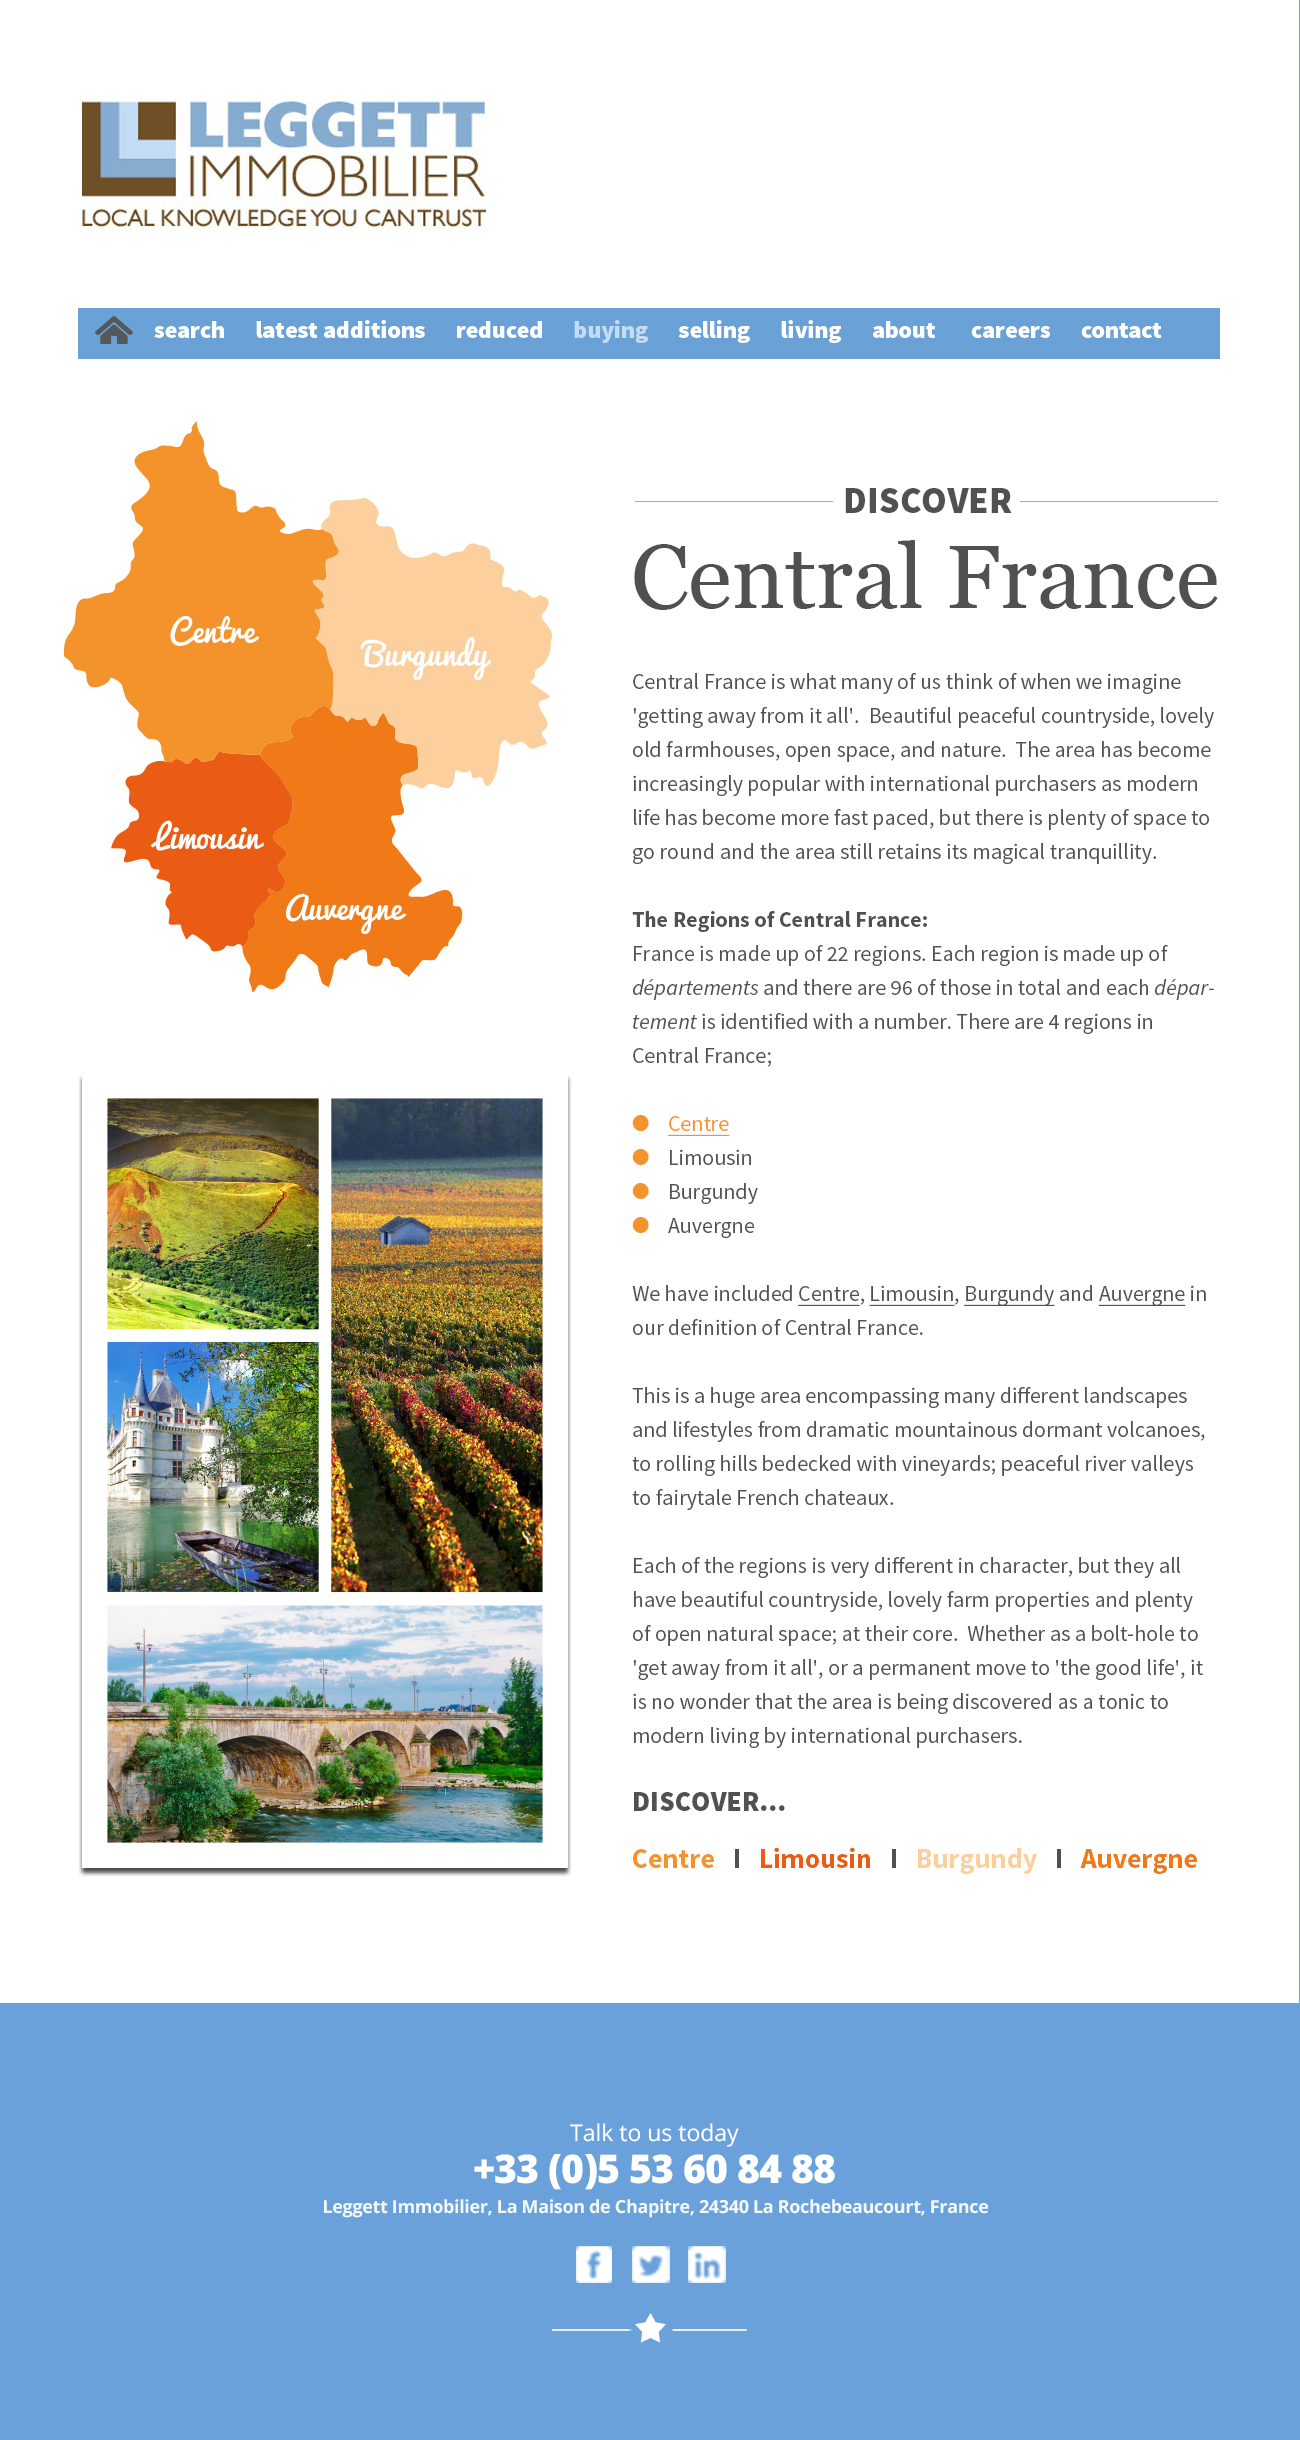 LEGGETT
IMMOBILIER
LOCAL KNOWLEDGE YOU CAN TRUST
search latest additions reduced buying selling living about careers contact
Centre
Burgundy
Limousin
Auvergne
DISCOVER
Central France
Central France is what many of us think of when we imagine
'getting away from it all'.  Beautiful peaceful countryside, lovely
old farmhouses, open space, and nature.  The area has become
increasingly popular with international purchasers as modern
life has become more fast paced, but there is plenty of space to
go round and the area still retains its magical tranquillity.
The Regions of Central France:
France is made up of 22 regions. Each region is made up of
départements and there are 96 of those in total and each dépar-
tement is identified with a number. There are 4 regions in
Central France;
Centre
Limousin
Burgundy
Auvergne
We have included Centre, Limousin, Burgundy and Auvergne in
our definition of Central France.
This is a huge area encompassing many different landscapes
and lifestyles from dramatic mountainous dormant volcanoes,
to rolling hills bedecked with vineyards; peaceful river valleys
to fairytale French chateaux.
Each of the regions is very different in character, but they all
have beautiful countryside, lovely farm properties and plenty
of open natural space; at their core.  Whether as a bolt-hole to
'get away from it all', or a permanent move to 'the good life', it
is no wonder that the area is being discovered as a tonic to
modern living by international purchasers.
DISCOVER...
Centre I Limousin I Burgundy I Auvergne
Talk to us today
+33 (0)5 53 60 84 88
Leggett Immobilier, La Maison de Chapitre, 24340 La Rochebeaucourt, France
f in